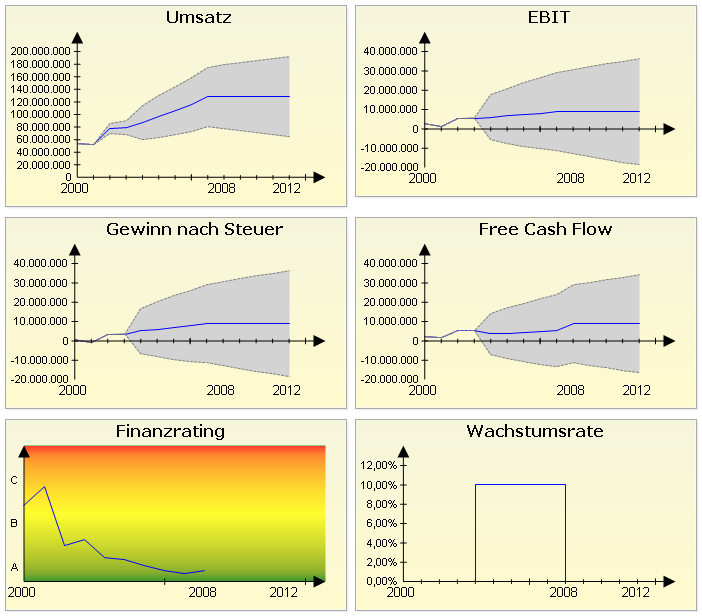 Umsatz
200.000.000
180.000.000
160.000.000
140.000.000
120.000.000
100.000.000
80.000.000
60.000.000
40.000.000
20.000.000
0
2000 2008 2012
EBIT
40.000.000
30.000.000
20.000.000
10.000.000
0
-10.000.000
-20.000.000
2000 2008 2012
Gewinn nach Steuer
40.000.000
30.000.000
20.000.000
10.000.000
0
-10.000.000
-20.000.000
2000 2008 2012
Free Cash Flow
40.000.000
30.000.000
20.000.000
10.000.000
0
-10.000.000
-20.000.000
2000 2008 2012
Finanzrating
C
B
A
2000 2008 2012
Wachstumsrate
12,00%
10,00%
8,00%
6,00%
4,00%
2,00%
0,00%
2000 2008 2012